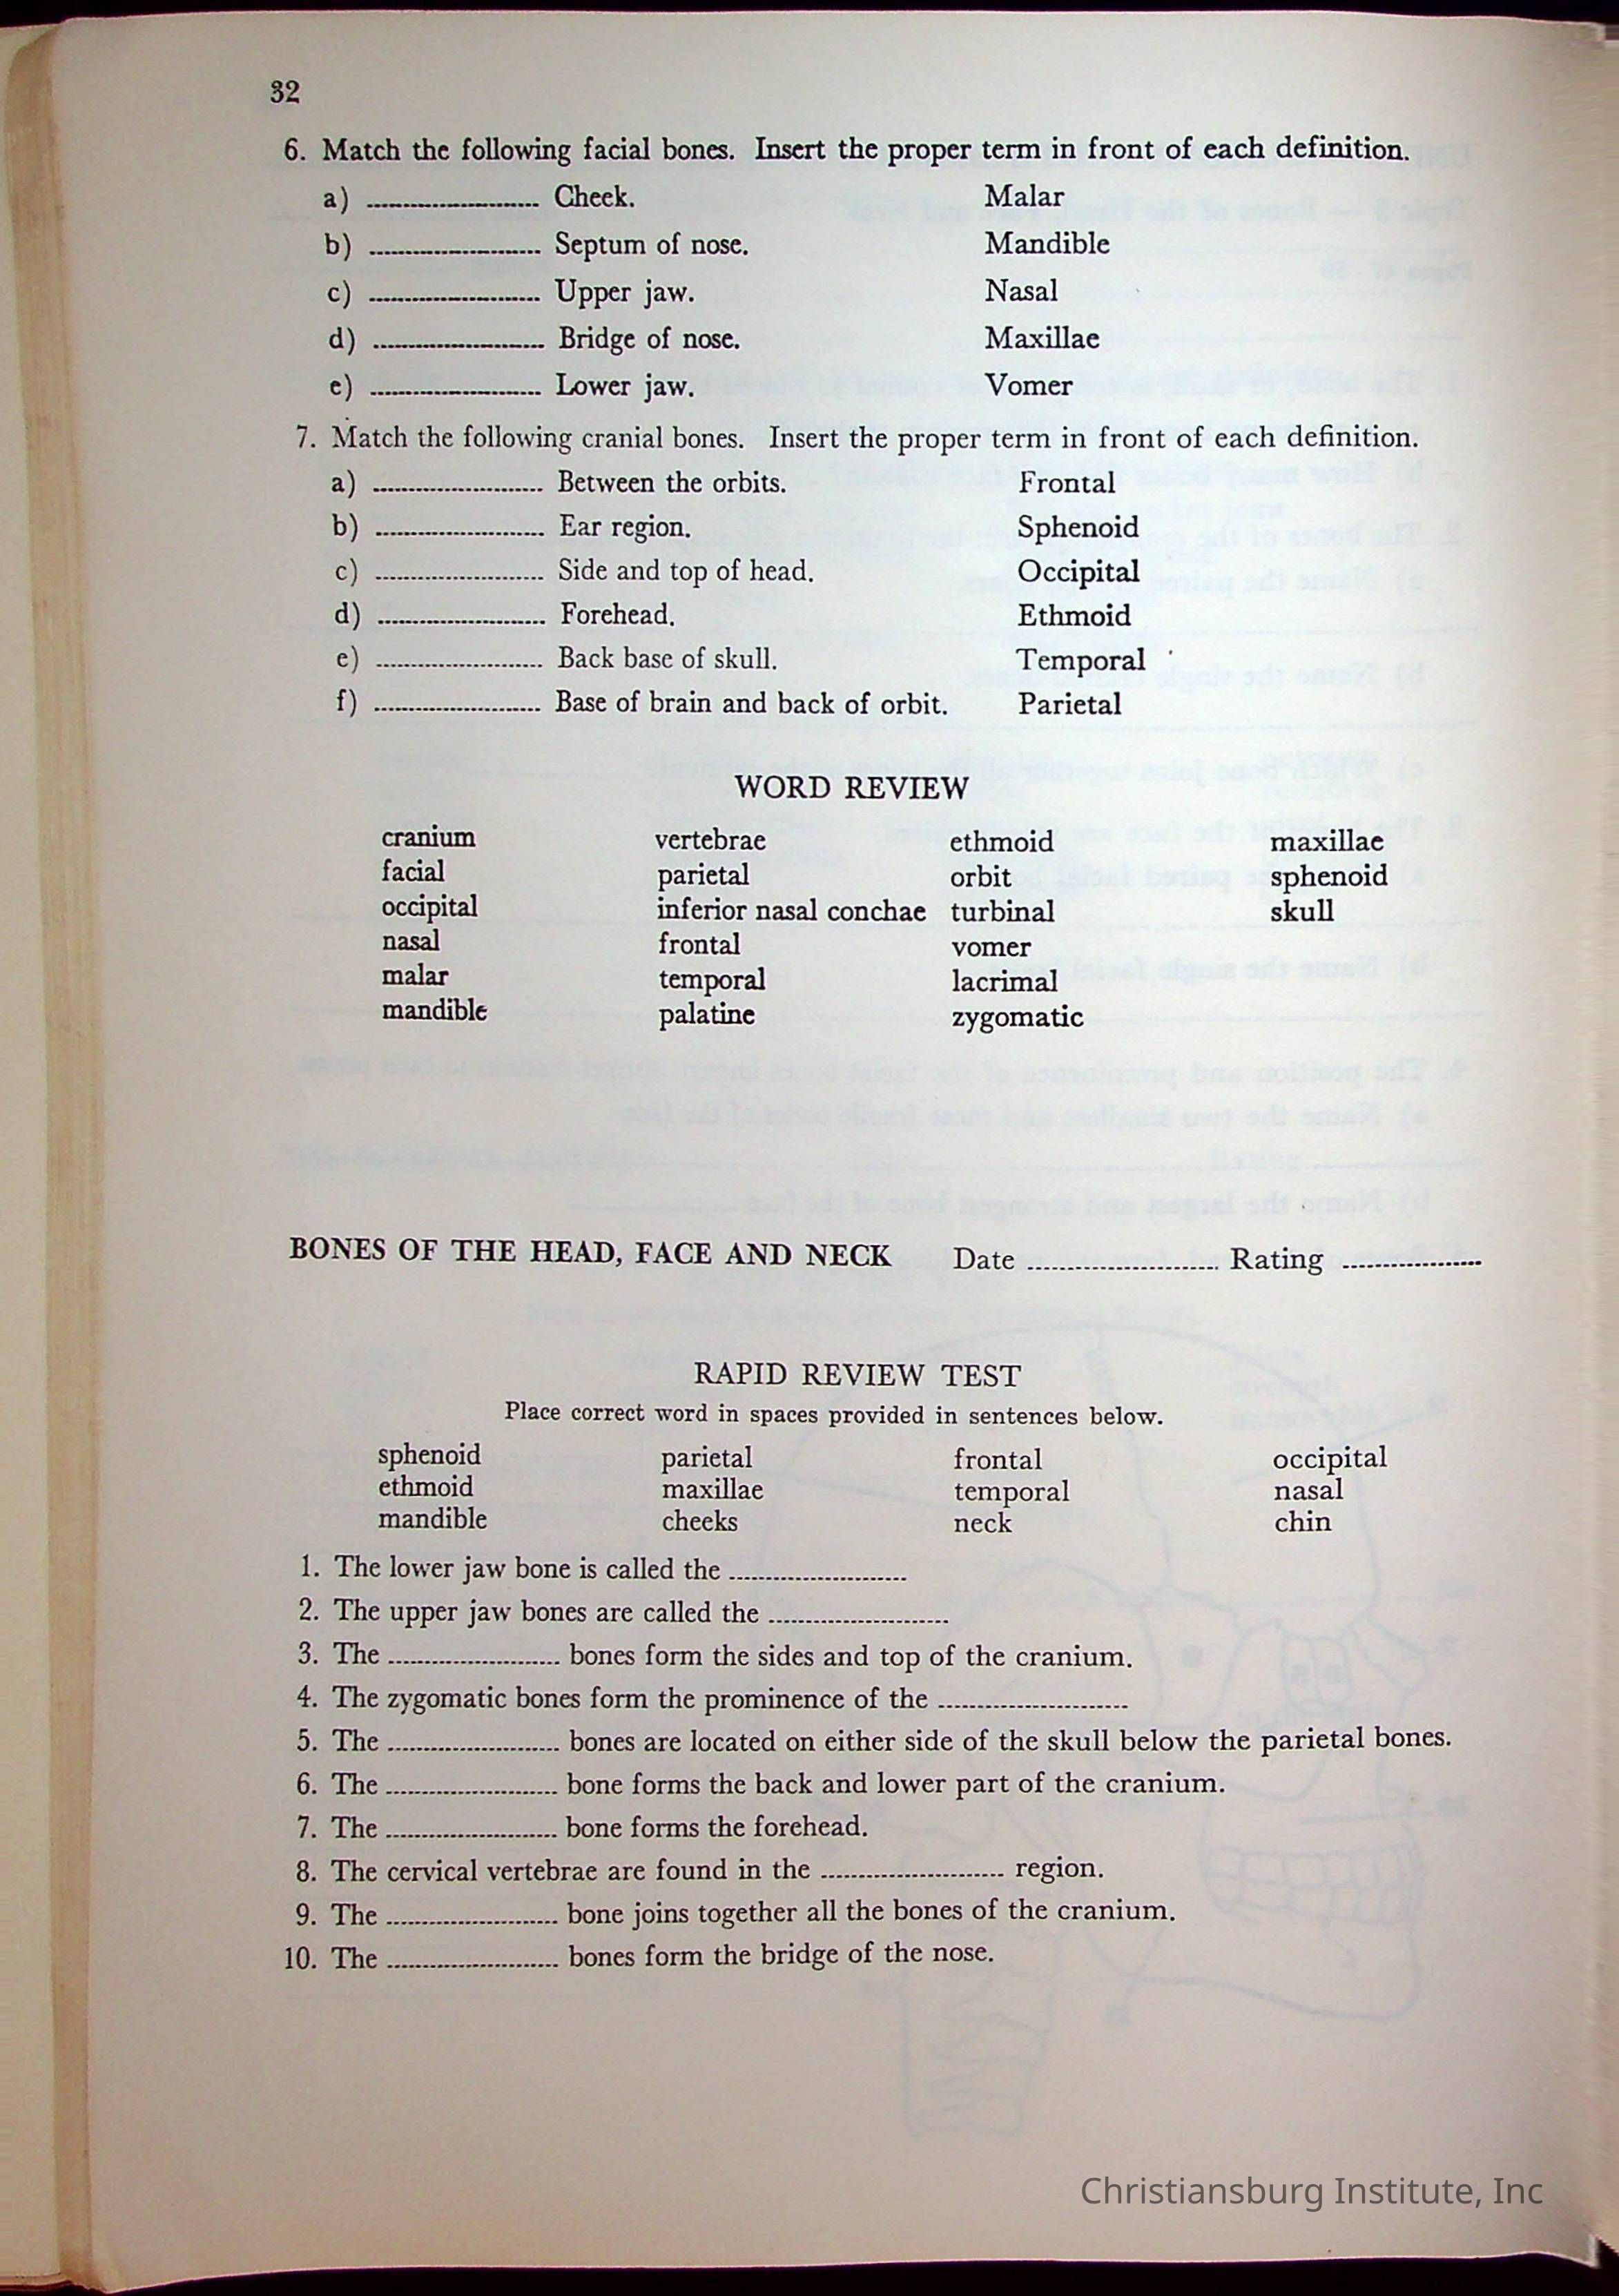 32
6. Match the following facial bones. Insert the proper term in front of each definition.
a) ........................ Cheek. Malar
b) ........................ Septum of nose. Mandible
c) ........................ Upper jaw. Nasal
d) ........................ Bridge of nose. Maxillae
e) ........................ Lower jaw. Vomer
7. Match the following cranial bones. Insert the proper term in front of each definition.
a) ........................ Between the orbits. Frontal
b) ........................ Ear region. Sphenoid
c) ........................ Side and top of head. Occipital
d) ........................ Forehead. Ethmoid
e) ........................ Back base of skull. Temporal
f) ........................ Base of brain and back of orbit. Parietal
WORD REVIEW
cranium vertebrae ethmoid maxillae
facial parietal orbit sphenoid
occipital inferior nasal conchae turbinal skull
nasal frontal vomer
malar temporal lacrimal
mandible palatine zygomatic
BONES OF THE HEAD, FACE AND NECK Date ........................ Rating ...................
RAPID REVIEW TEST
Place correct word in spaces provided in sentences below.
sphenoid parietal frontal occipital
ethmoid maxillae temporal nasal
mandible cheeks neck chin
1. The lower jaw bone is called the ........................
2. The upper jaw bones are called the ........................
3. The ........................ bones form the sides and top of the cranium.
4. The zygomatic bones form the prominence of the ........................
5. The ........................ bones are located on either side of the skull below the parietal bones.
6. The ........................ bone forms the back and lower part of the cranium.
7. The ........................ bone forms the forehead.
8. The cervical vertebrae are found in the ........................ region.
9. The ........................ bone joins together all the bones of the cranium.
10. The ........................ bones form the bridge of the nose.
Christiansburg Institute, Inc